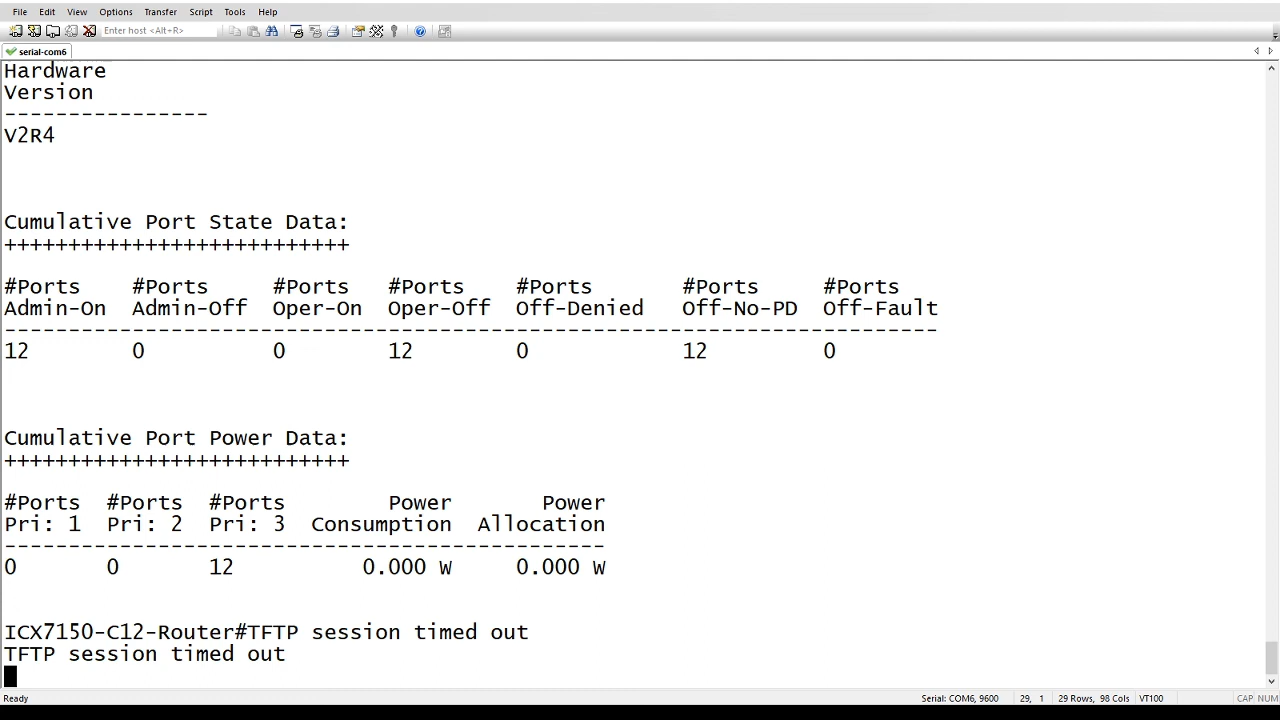 File Edit View Options Transfer Script Tools Help
Enter host <Alt+R>
serial-com6
Hardware
Version
----------------
V2R4
Cumulative Port State Data:
+++++++++++++++++++++++++++
#Ports #Ports #Ports #Ports #Ports #Ports #Ports
Admin-On Admin-Off Oper-On Oper-Off Off-Denied Off-No-PD Off-Fault
-------------------------------------------------------------------------
12 0 0 12 0 12 0
Cumulative Port Power Data:
+++++++++++++++++++++++++++
#Ports #Ports #Ports Power Power
Pri: 1 Pri: 2 Pri: 3 Consumption Allocation
-----------------------------------------------
0 0 12 0.000 W 0.000 W
ICX7150-C12-Router#TFTP session timed out
TFTP session timed out
Ready Serial: COM6, 9600 29, 1 29 Rows, 98 Cols VT100 CAP NUM